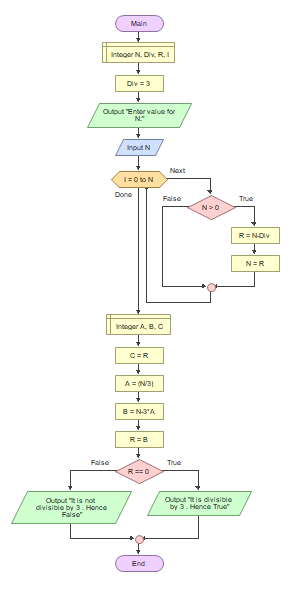 Main
Integer N, Div, R, I
Div = 3
Output "Enter value for
N."
Input N
I = 0 to N
Next
Done
N > 0
False
True
R = N-Div
N = R
Integer A, B, C
C = R
A = (N/3)
B = N-3*A
R = B
R == 0
False
True
Output "It is not
divisible by 3 . Hence
False"
Output "It is divisible
by 3 . Hence True"
End